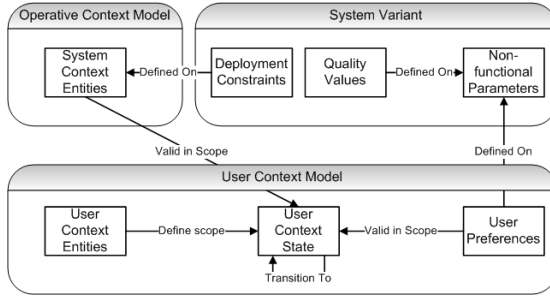 Operative Context Model
System Variant
System
Context
Entities
Defined On
Deployment
Constraints
Quality
Values
Defined On
Non-
functional
Parameters
Valid in Scope
Defined On
User Context Model
User
Context
Entities
Define scope
User
Context
State
Valid in Scope
User
Preferences
Transition To